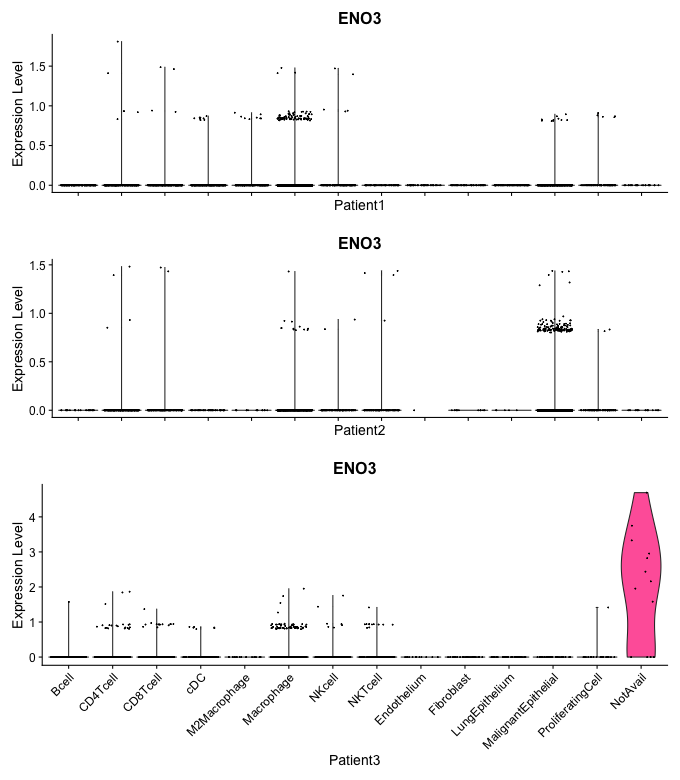 ENO3
Expression Level
1.5
1.0
0.5
0.0
Patient1
ENO3
Expression Level
1.5
1.0
0.5
0.0
Patient2
ENO3
Expression Level
4
3
2
1
0
Bcell
CD4Tcell
CD8Tcell
cDC
M2Macrophage
Macrophage
NKcell
NKTcell
Endothelium
Fibroblast
LungEpithelium
MalignantEpithelial
ProliferatingCell
NotAvail
Patient3